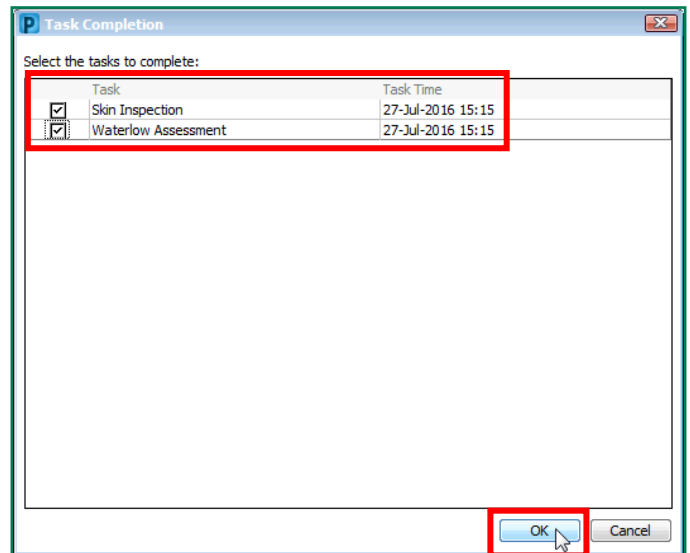 P Task Completion
Select the tasks to complete:
Task Task Time
Skin Inspection 27-Jul-2016 15:15
Waterlow Assessment 27-Jul-2016 15:15
OK Cancel